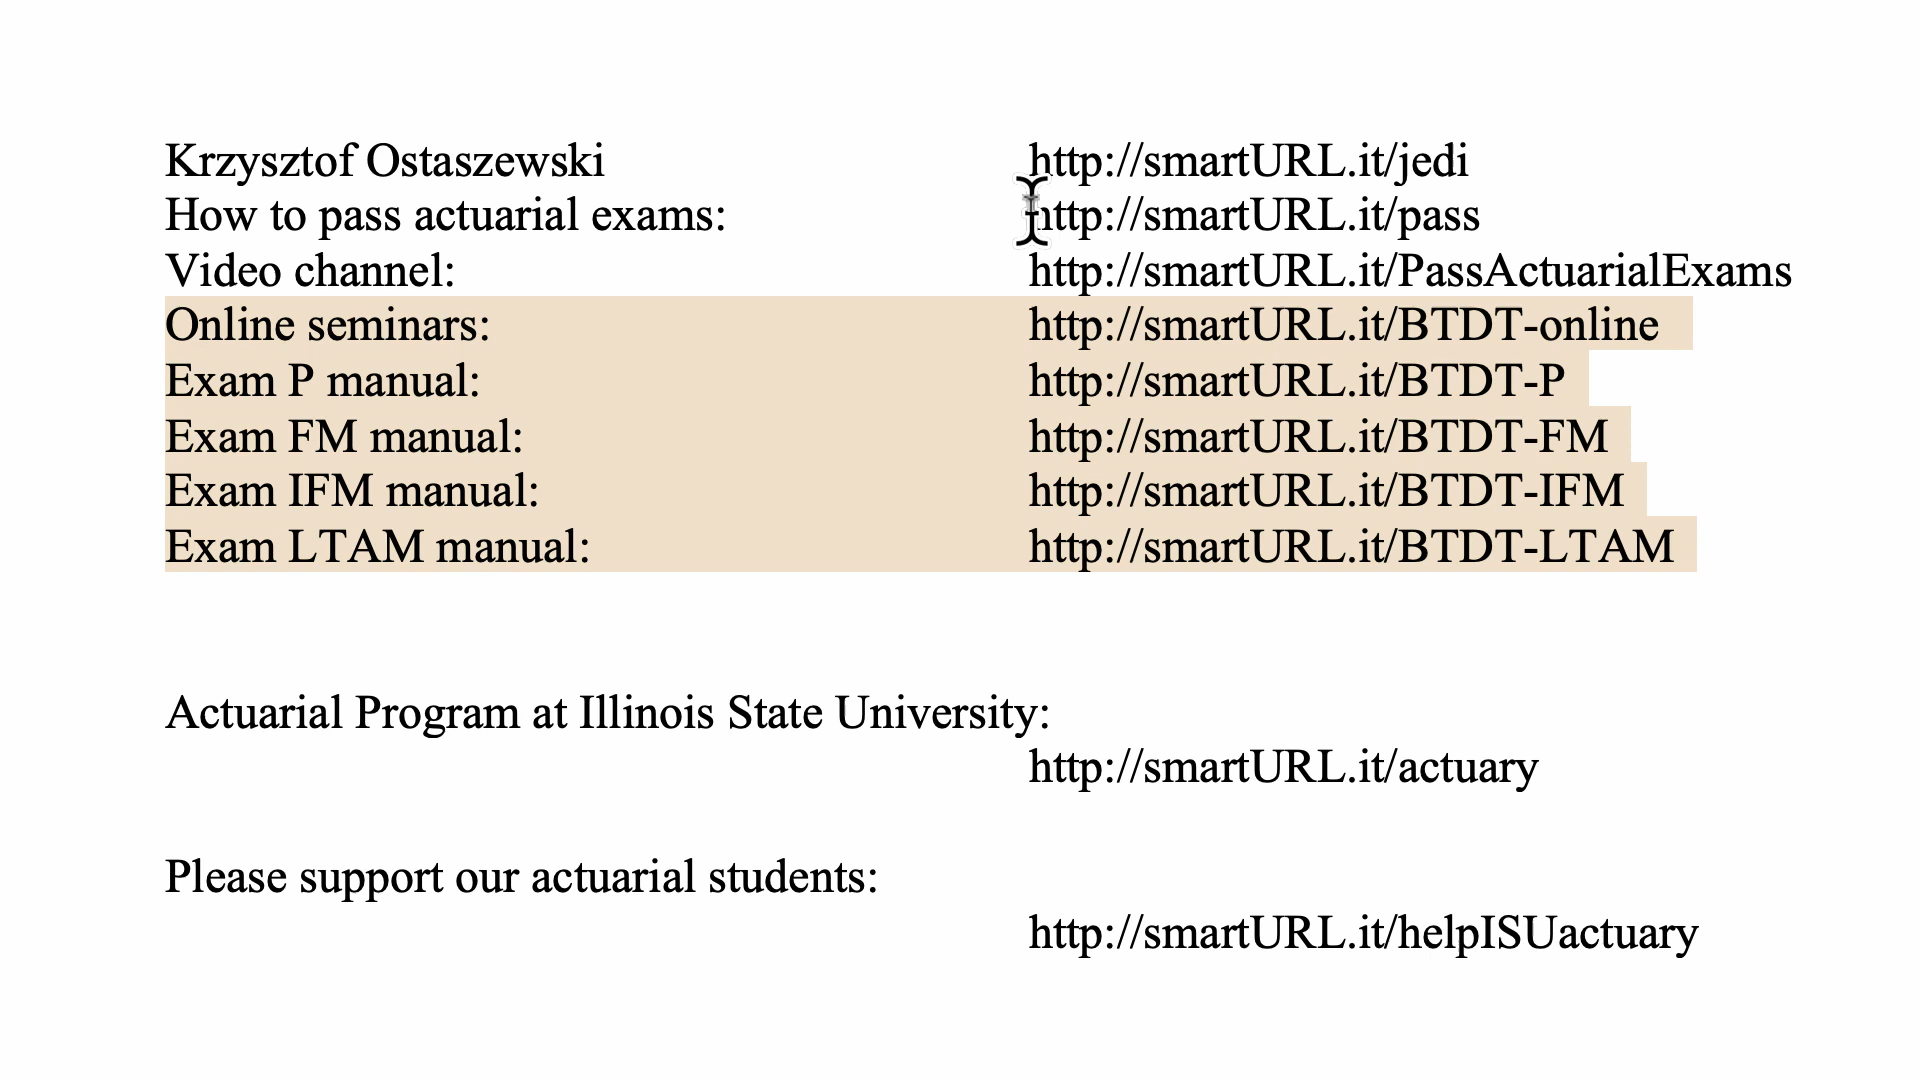 Krzysztof Ostaszewski http://smartURL.it/jedi
How to pass actuarial exams: http://smartURL.it/pass
Video channel: http://smartURL.it/PassActuarialExams
Online seminars: http://smartURL.it/BTDT-online
Exam P manual: http://smartURL.it/BTDT-P
Exam FM manual: http://smartURL.it/BTDT-FM
Exam IFM manual: http://smartURL.it/BTDT-IFM
Exam LTAM manual: http://smartURL.it/BTDT-LTAM
Actuarial Program at Illinois State University:
http://smartURL.it/actuary
Please support our actuarial students:
http://smartURL.it/helpISUactuary